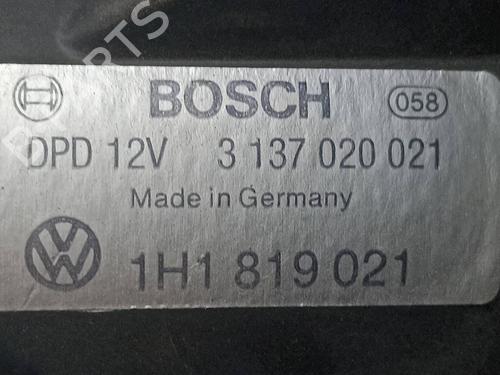 BOSCH 058
DPD 12V 3 137 020 021
Made in Germany
1H1 819 021